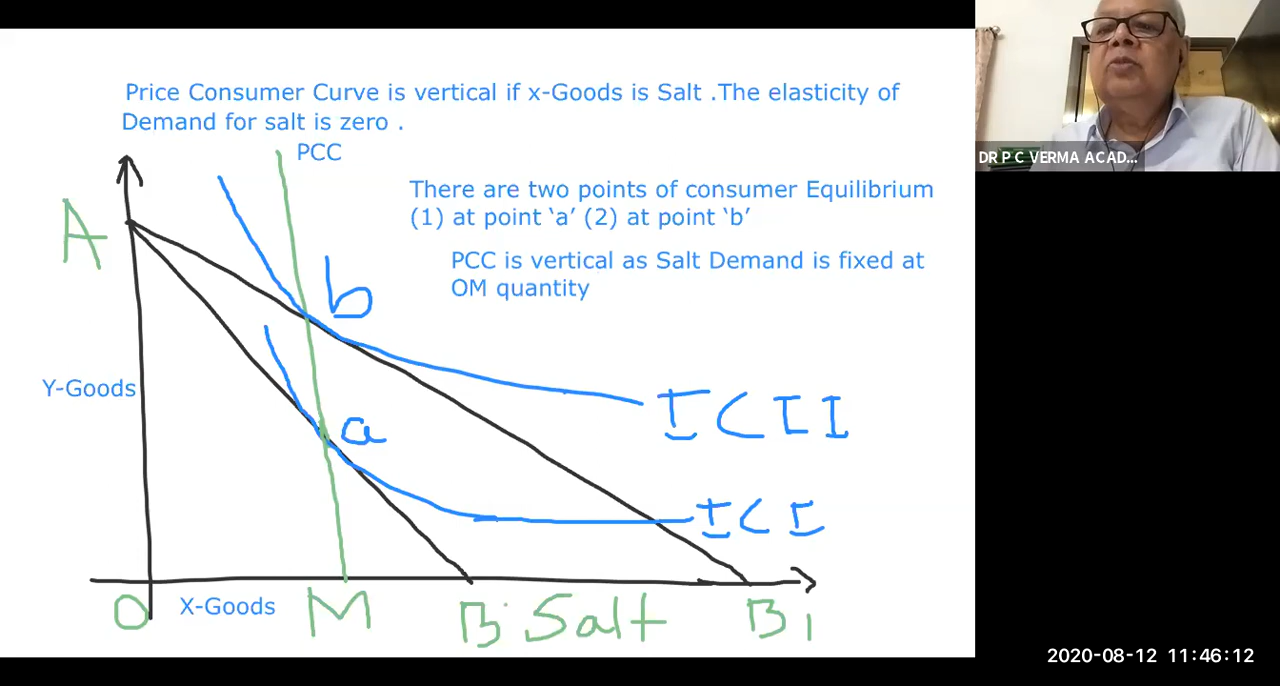 Price Consumer Curve is vertical if x-Goods is Salt .The elasticity of
Demand for salt is zero .
PCC
There are two points of consumer Equilibrium
(1) at point ‘a’ (2) at point ‘b’
PCC is vertical as Salt Demand is fixed at
OM quantity
A
b
Y-Goods
a
I C I I
I C I
O
X-Goods
M
B
Salt
B1
DR P C VERMA ACAD...
2020-08-12 11:46:12